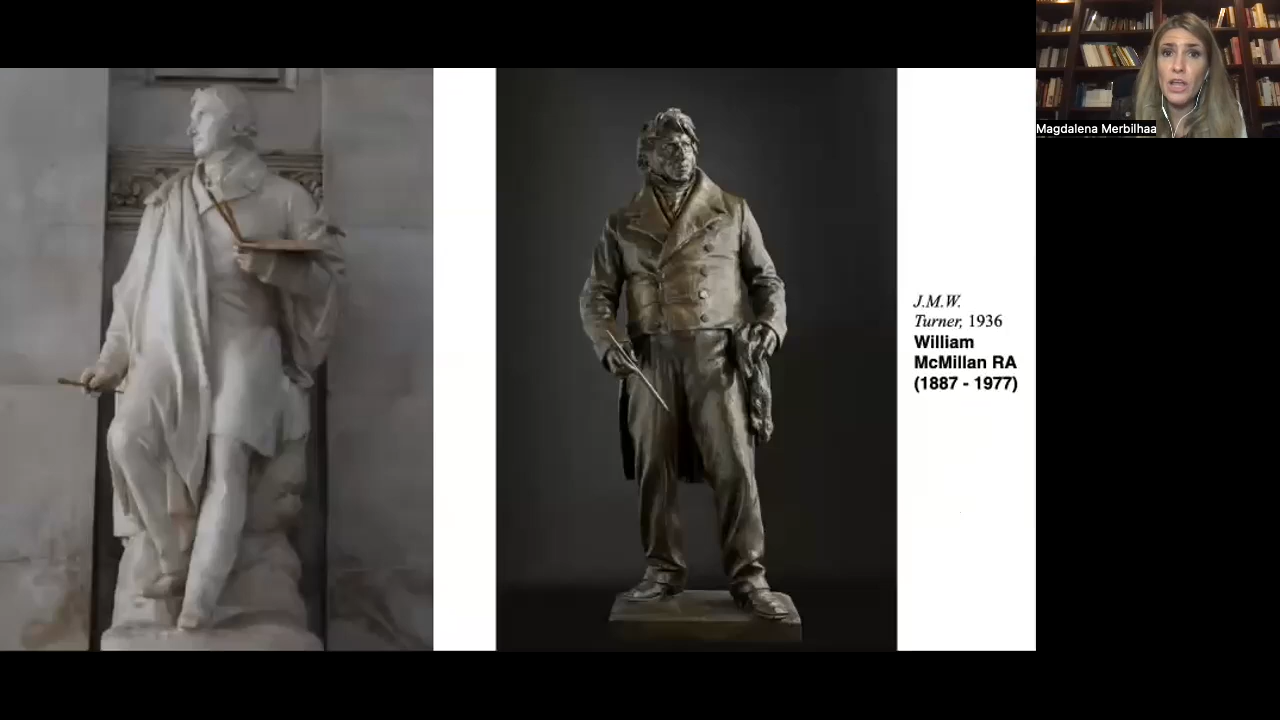 Magdalena Merbilhaa
J.M.W.
Turner, 1936
William
McMillan RA
(1887 - 1977)